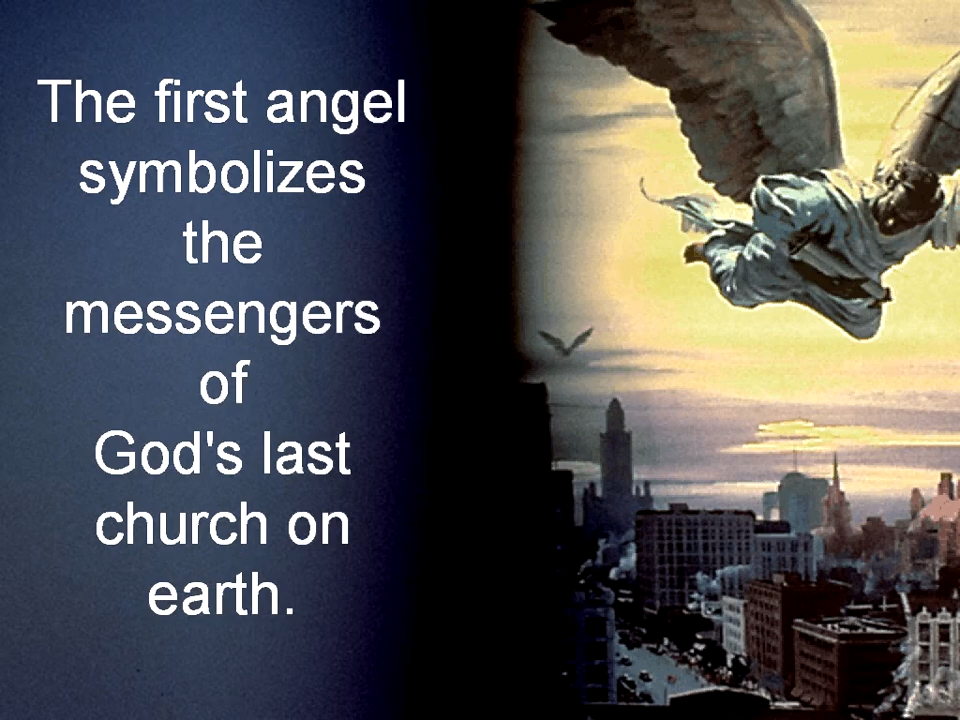 The first angel
symbolizes
the
messengers
of
God's last
church on
earth.